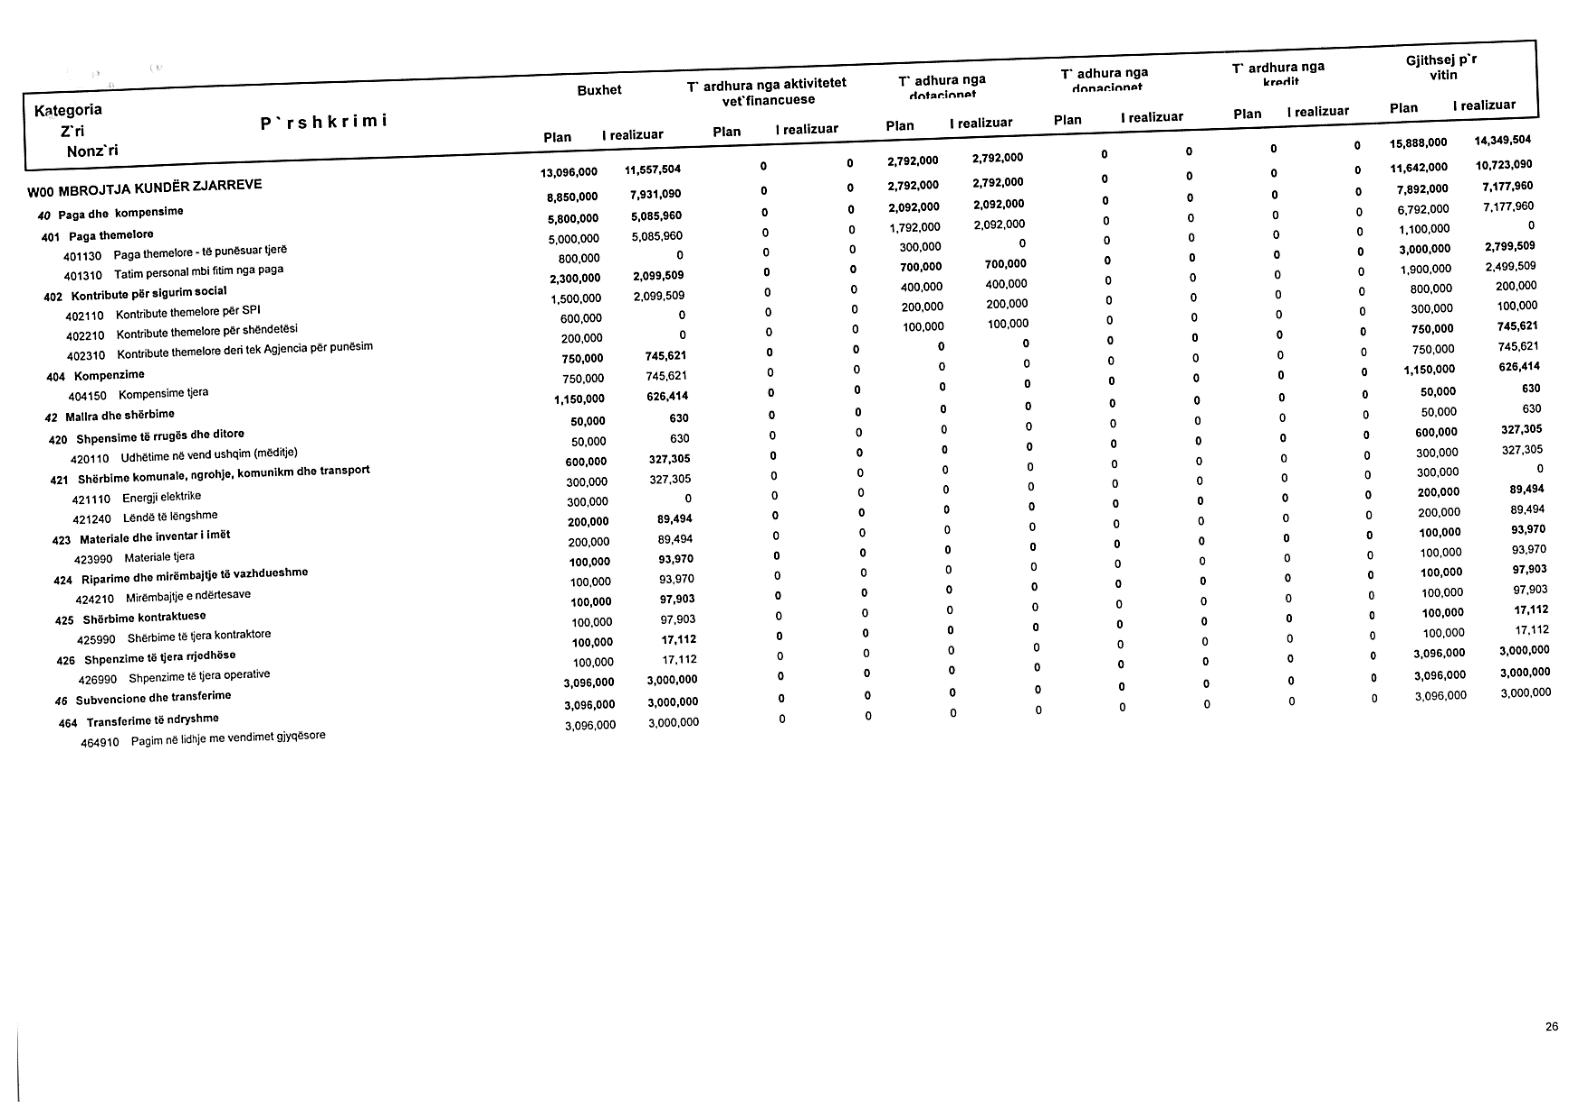 Buxhet T` ardhura nga aktivitetet T` adhura nga T` adhura nga T` ardhura nga Gjithsej p`r
vet`financuese dotacionet donacionet kredit vitin
Kategoria
Z`ri P`rshkrimi
Nonz`ri
Plan I realizuar Plan I realizuar Plan I realizuar Plan I realizuar Plan I realizuar Plan I realizuar
W00 MBROJTJA KUNDËR ZJARREVE 13,096,000 11,557,504 0 0 2,792,000 2,792,000 0 0 0 0 15,888,000 14,349,504
40 Paga dhe kompensime 8,850,000 7,931,090 0 0 2,792,000 2,792,000 0 0 0 0 11,642,000 10,723,090
401 Paga themelore 5,800,000 5,085,960 0 0 2,092,000 2,092,000 0 0 0 0 7,892,000 7,177,960
401130 Paga themelore - të punësuar tjerë 5,000,000 5,085,960 0 0 1,792,000 2,092,000 0 0 0 0 6,792,000 7,177,960
401310 Tatim personal mbi fitim nga paga 800,000 0 0 0 300,000 0 0 0 0 0 1,100,000 0
402 Kontribute për sigurim social 2,300,000 2,099,509 0 0 700,000 700,000 0 0 0 0 3,000,000 2,799,509
402110 Kontribute themelore për SPI 1,500,000 2,099,509 0 0 400,000 400,000 0 0 0 0 1,900,000 2,499,509
402210 Kontribute themelore për shëndetësi 600,000 0 0 0 200,000 200,000 0 0 0 0 800,000 200,000
402310 Kontribute themelore deri tek Agjencia për punësim 200,000 0 0 0 100,000 100,000 0 0 0 0 300,000 100,000
404 Kompenzime 750,000 745,621 0 0 0 0 0 0 0 0 750,000 745,621
404150 Kompensime tjera 750,000 745,621 0 0 0 0 0 0 0 0 750,000 745,621
42 Mallra dhe shërbime 1,150,000 626,414 0 0 0 0 0 0 0 0 1,150,000 626,414
420 Shpensime të rrugës dhe ditore 50,000 630 0 0 0 0 0 0 0 0 50,000 630
420110 Udhëtime në vend ushqim (mëditje) 50,000 630 0 0 0 0 0 0 0 0 50,000 630
421 Shërbime komunale, ngrohje, komunikm dhe transport 600,000 327,305 0 0 0 0 0 0 0 0 600,000 327,305
421110 Energji elektrike 300,000 327,305 0 0 0 0 0 0 0 0 300,000 327,305
421240 Lëndë të lëngshme 300,000 0 0 0 0 0 0 0 0 0 300,000 0
423 Materiale dhe inventar i imët 200,000 89,494 0 0 0 0 0 0 0 0 200,000 89,494
423990 Materiale tjera 200,000 89,494 0 0 0 0 0 0 0 0 200,000 89,494
424 Riparime dhe mirëmbajtje të vazhdueshme 100,000 93,970 0 0 0 0 0 0 0 0 100,000 93,970
424210 Mirëmbajtje e ndërtesave 100,000 93,970 0 0 0 0 0 0 0 0 100,000 93,970
425 Shërbime kontraktuese 100,000 97,903 0 0 0 0 0 0 0 0 100,000 97,903
425990 Shërbime të tjera kontraktore 100,000 97,903 0 0 0 0 0 0 0 0 100,000 97,903
426 Shpenzime të tjera rrjedhëse 100,000 17,112 0 0 0 0 0 0 0 0 100,000 17,112
426990 Shpenzime të tjera operative 100,000 17,112 0 0 0 0 0 0 0 0 100,000 17,112
46 Subvencione dhe transferime 3,096,000 3,000,000 0 0 0 0 0 0 0 0 3,096,000 3,000,000
464 Transferime të ndryshme 3,096,000 3,000,000 0 0 0 0 0 0 0 0 3,096,000 3,000,000
464910 Pagim në lidhje me vendimet gjyqësore 3,096,000 3,000,000 0 0 0 0 0 0 0 0 3,096,000 3,000,000
26